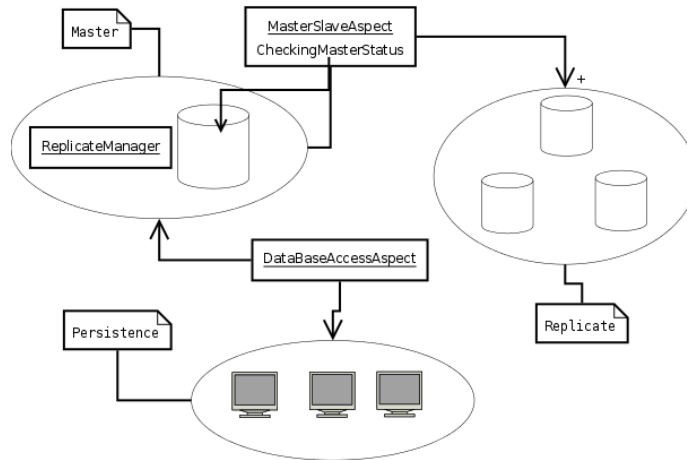 Master
MasterSlaveAspect
CheckingMasterStatus
+
ReplicateManager
DataBaseAccessAspect
Persistence
Replicate